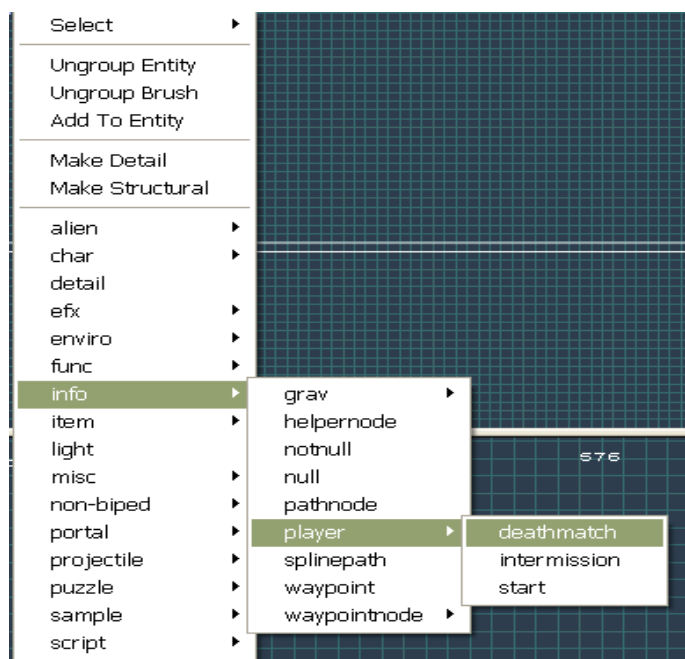 Select
Ungroup Entity
Ungroup Brush
Add To Entity
Make Detail
Make Structural
alien
char
detail
efx
enviro
func
info
item
light
misc
non-biped
portal
projectile
puzzle
sample
script
grav
helpernode
notnull
null
pathnode
player
splinepath
waypoint
waypointnode
deathmatch
intermission
start
576